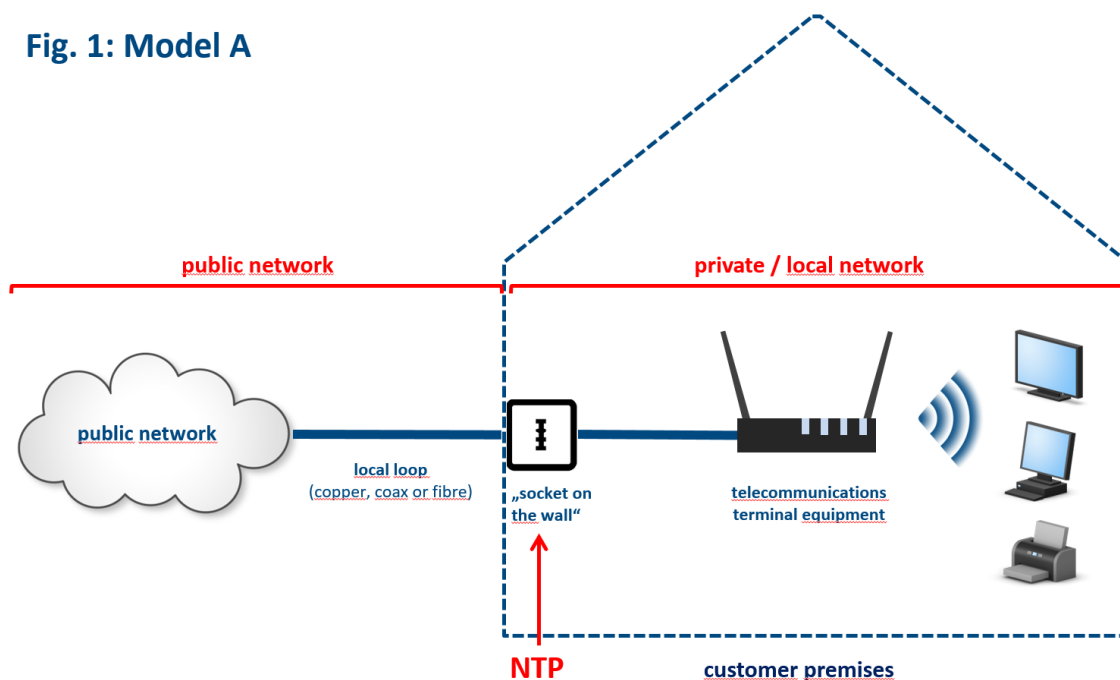 Fig. 1: Model A
public network
private / local network
public network
local loop
(copper, coax or fibre)
„socket on
the wall“
telecommunications
terminal equipment
NTP
customer premises